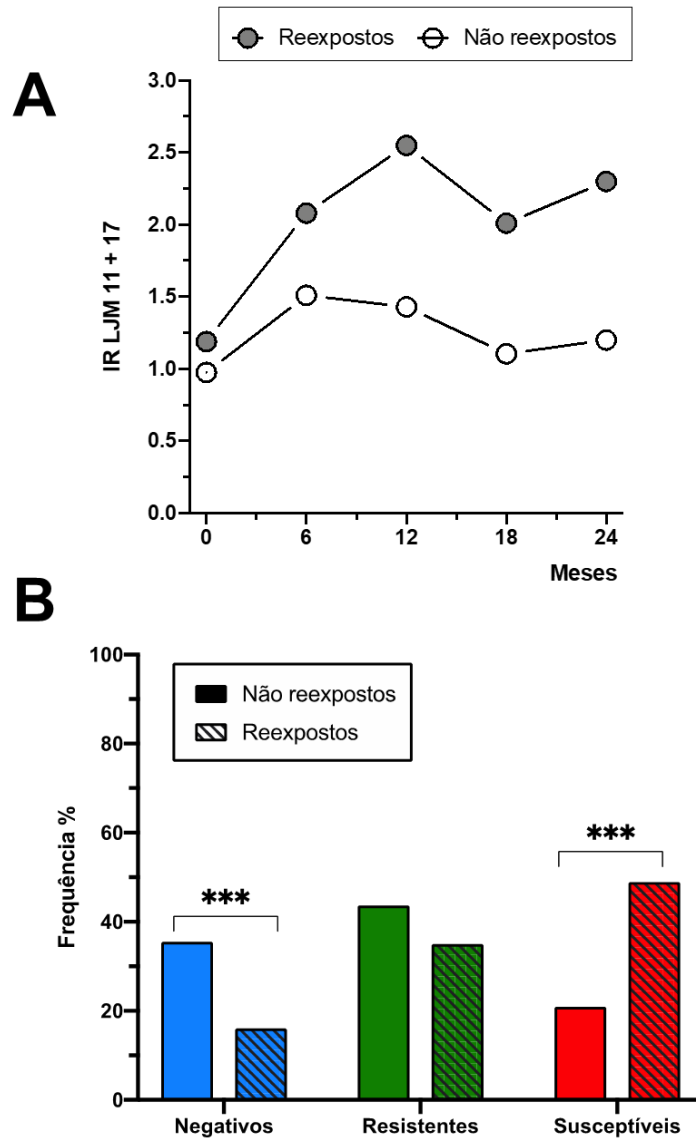 Reexpostos Não reexpostos
A
3.0
2.5
2.0
1.5
1.0
0.5
0.0
IR LJM 11 + 17
0 6 12 18 24
Meses
B
100
80
60
40
20
0
Frequência %
Não reexpostos
Reexpostos
*** ***
Negativos Resistentes Susceptíveis